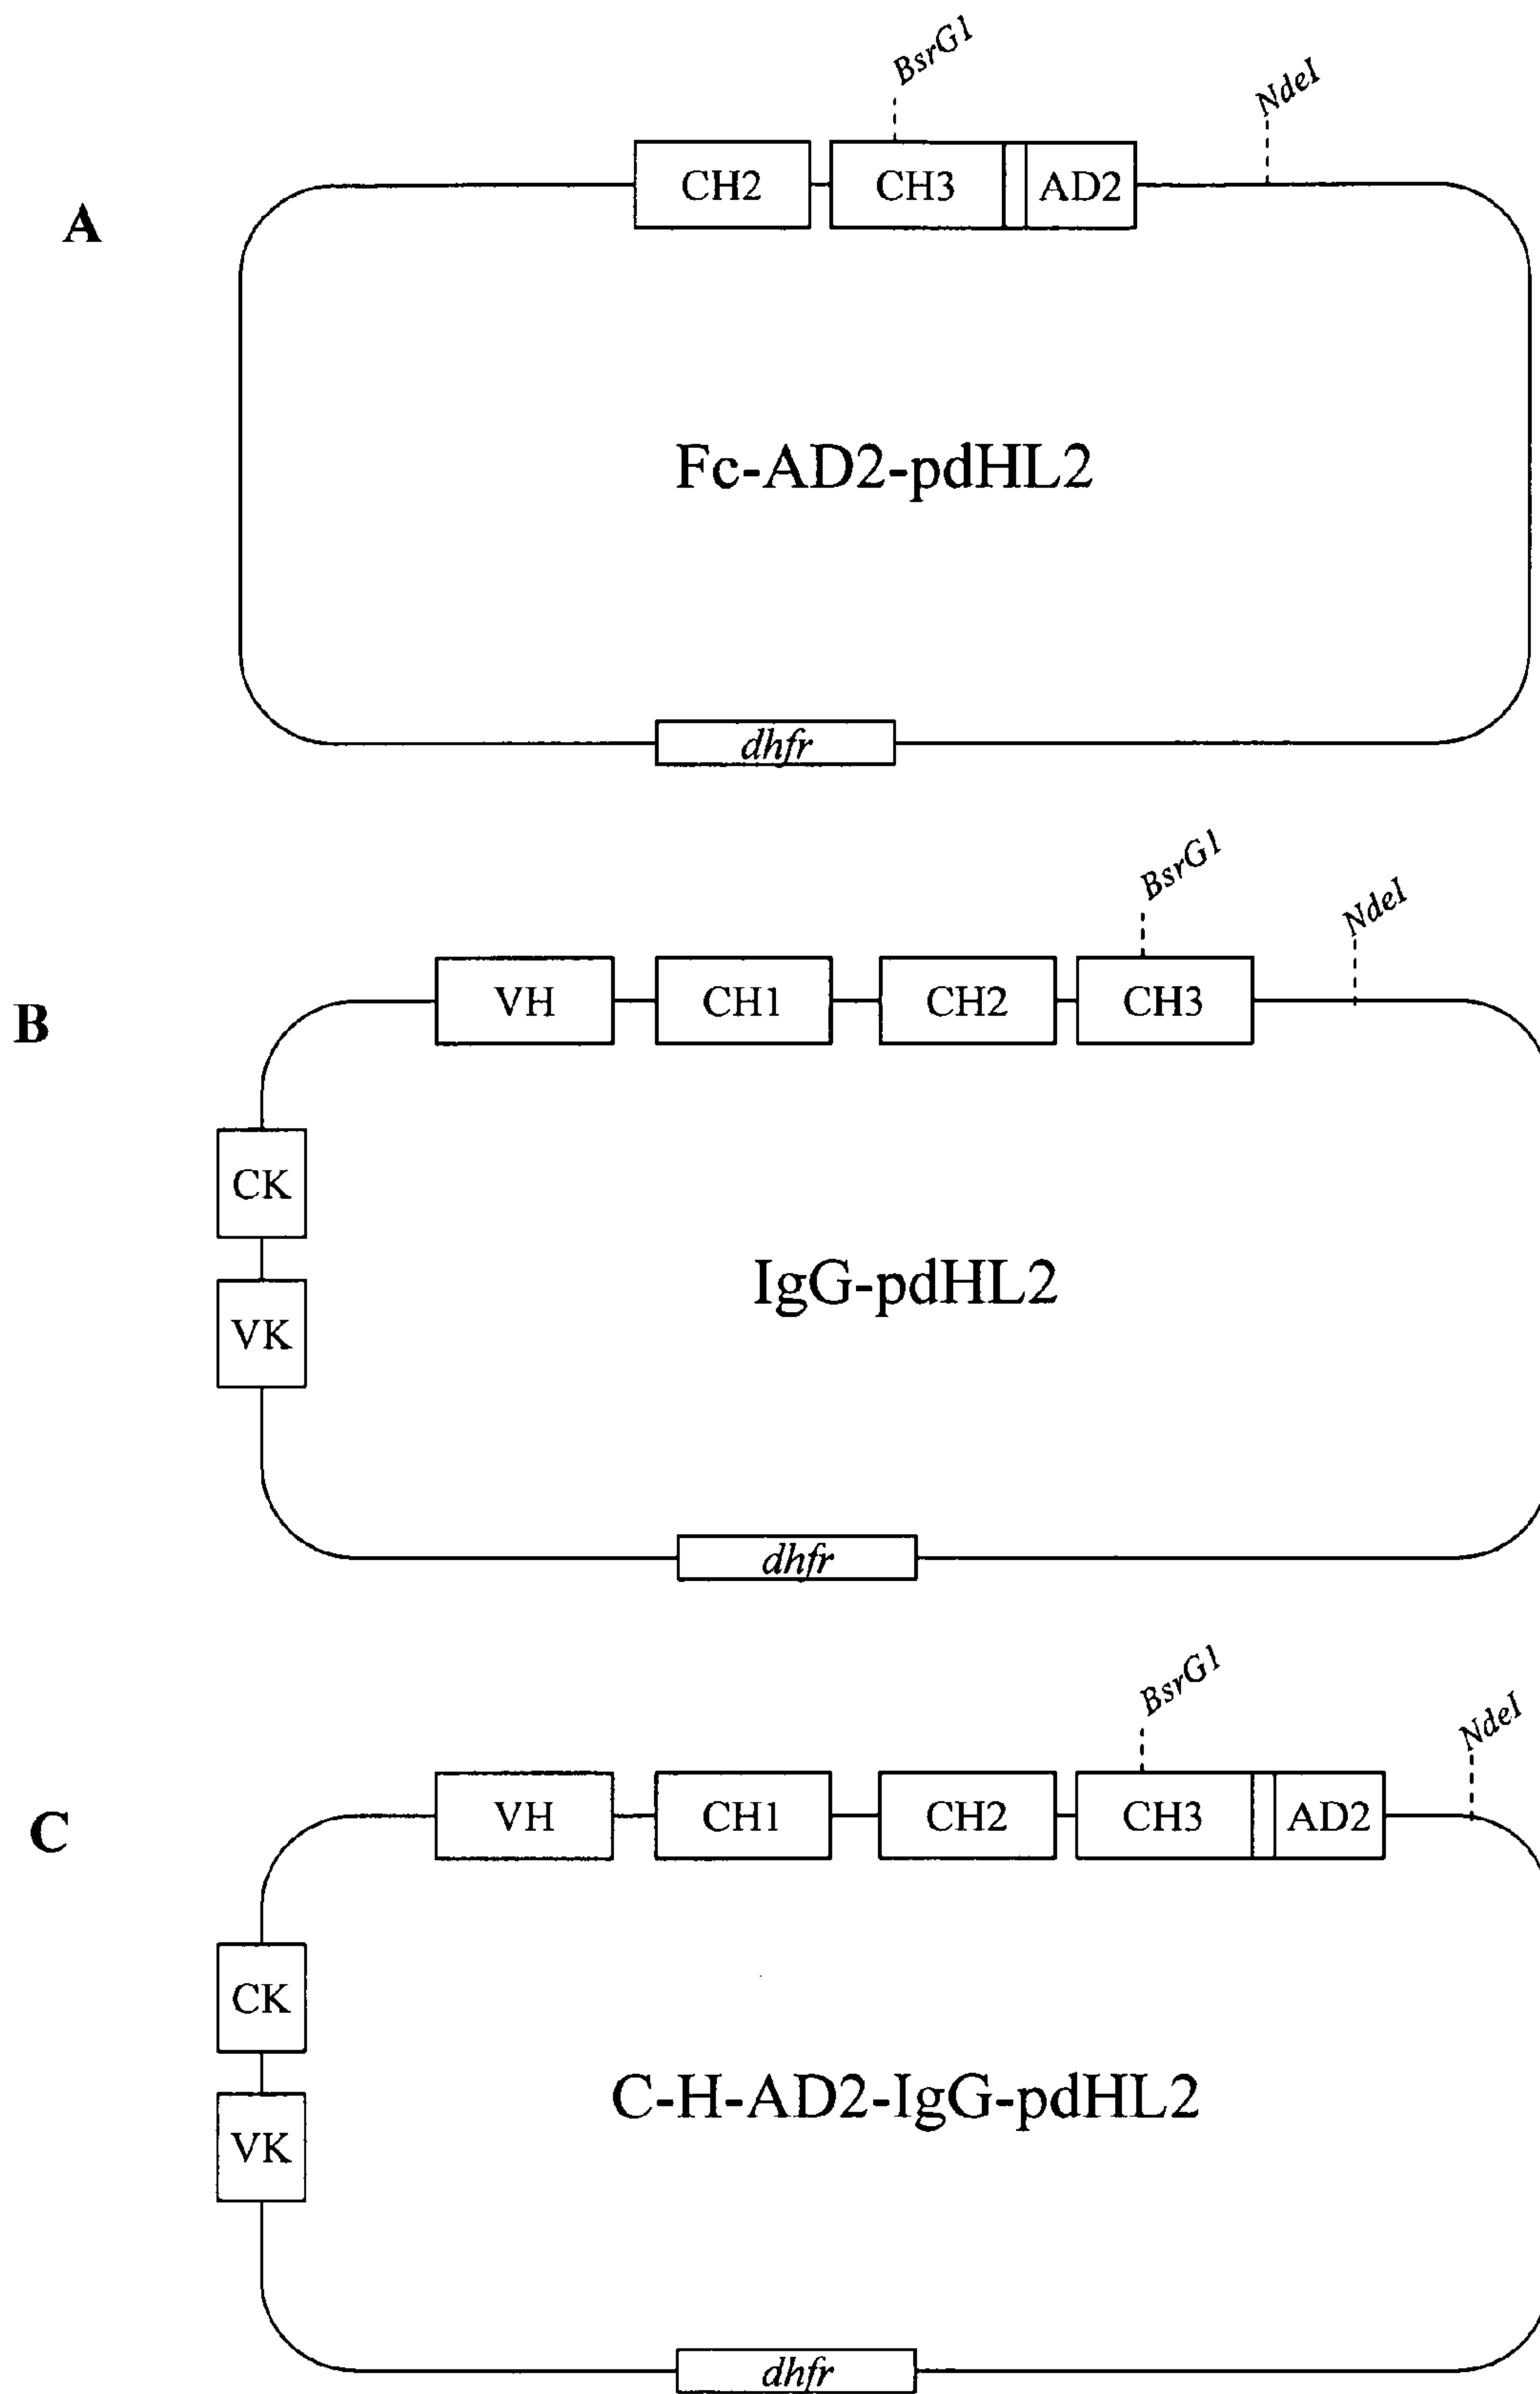 BsrG1
NdeI
A
CH2
CH3
AD2
Fc-AD2-pdHL2
dhfr
BsrG1
NdeI
B
VH
CH1
CH2
CH3
CK
IgG-pdHL2
VK
dhfr
BsrG1
NdeI
C
VH
CH1
CH2
CH3
AD2
CK
C-H-AD2-IgG-pdHL2
VK
dhfr